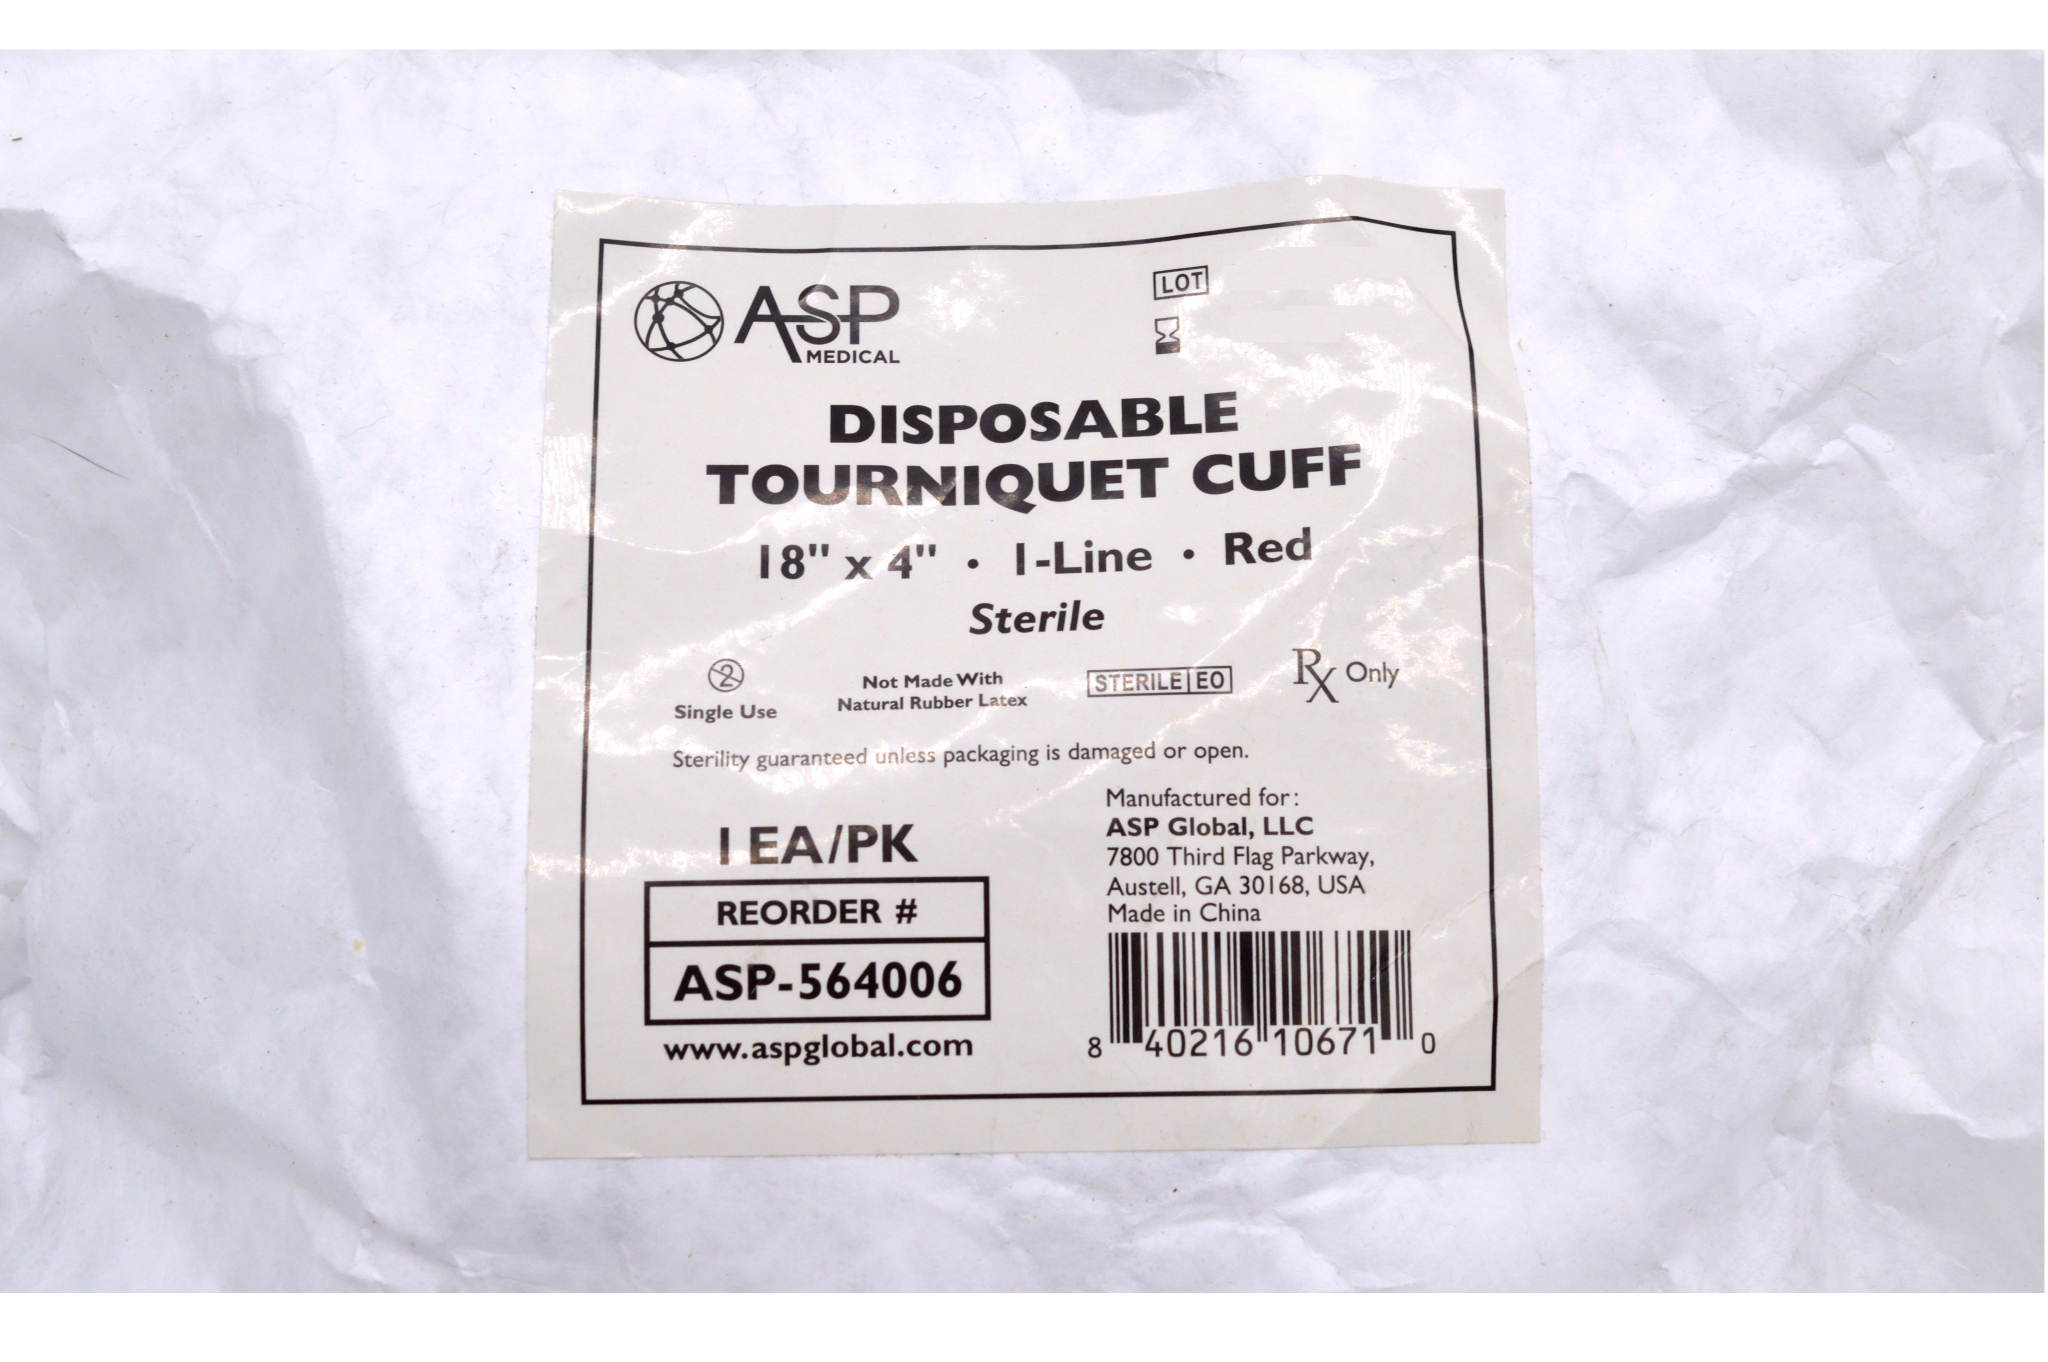 ASP
MEDICAL
LOT
DISPOSABLE
TOURNIQUET CUFF
18" x 4" • 1-Line • Red
Sterile
2
Single Use
Not Made With
Natural Rubber Latex
STERILE EO
Rx Only
Sterility guaranteed unless packaging is damaged or open.
1 EA/PK
REORDER #
ASP-564006
www.aspglobal.com
Manufactured for:
ASP Global, LLC
7800 Third Flag Parkway,
Austell, GA 30168, USA
Made in China
8 40216 10671 0